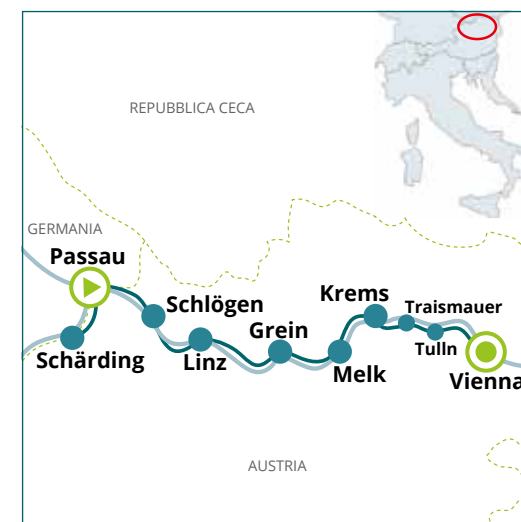 REPUBBLICA CECA
GERMANIA
Passau
Schlögen
Krems
Traismauer
Grein
Schärding
Linz
Tulln
Melk
Vienna
AUSTRIA